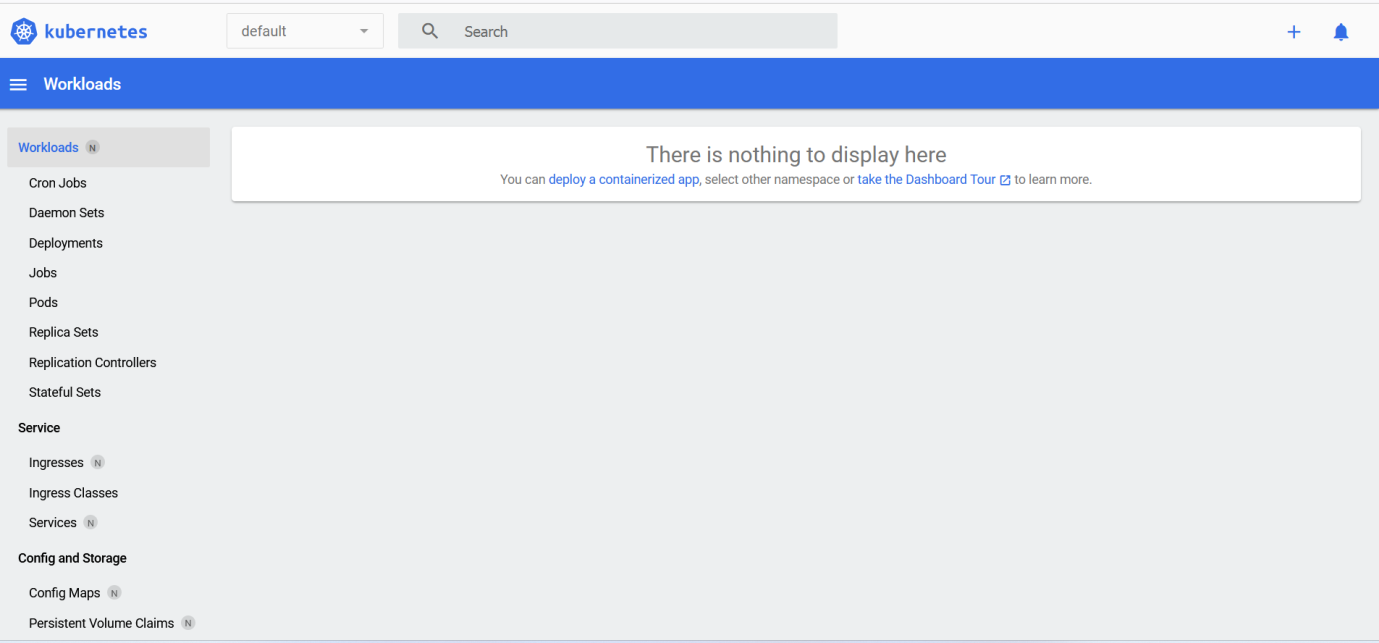 kubernetes
default
Search
Workloads
Workloads N
Cron Jobs
Daemon Sets
Deployments
Jobs
Pods
Replica Sets
Replication Controllers
Stateful Sets
Service
Ingresses N
Ingress Classes
Services N
Config and Storage
Config Maps N
Persistent Volume Claims N
There is nothing to display here
You can deploy a containerized app, select other namespace or take the Dashboard Tour to learn more.